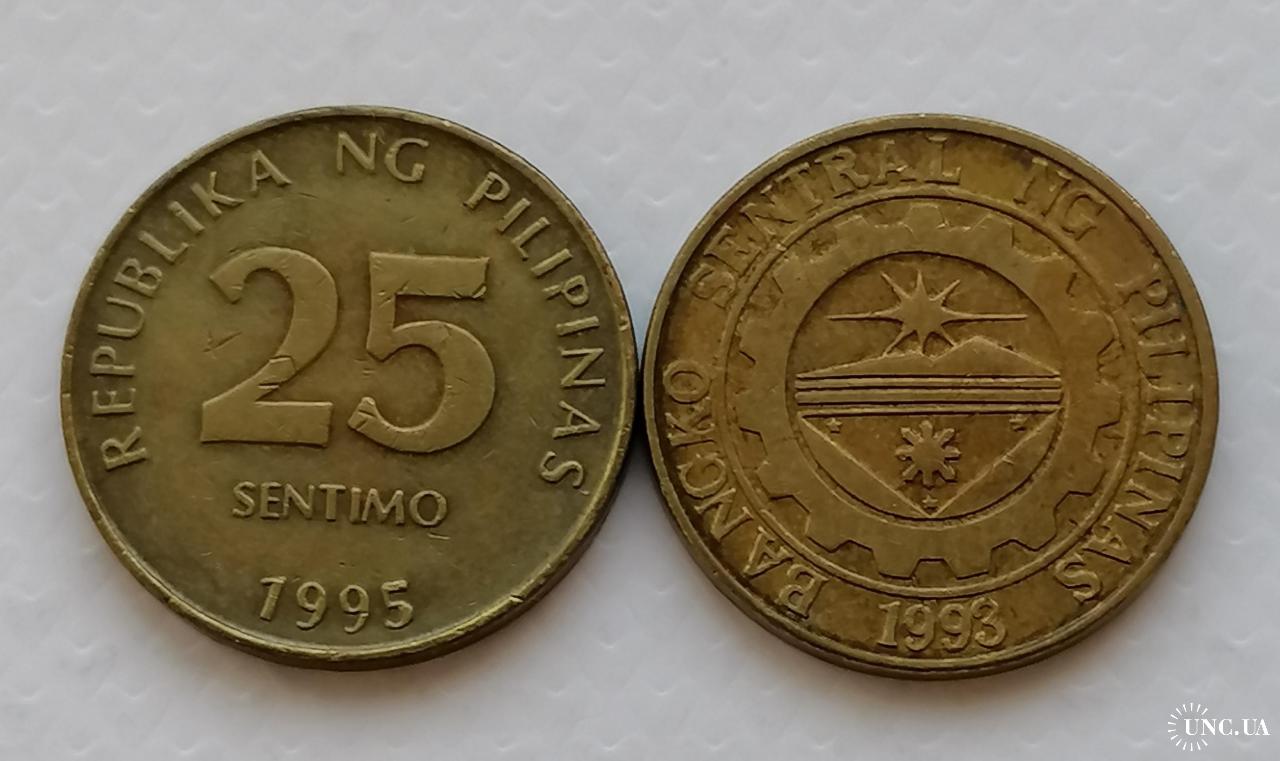 REPUBLIKA NG PILIPINAS
25
SENTIMO
1995
BANGKO SENTRAL NG PILIPINAS
1993
UNC.UA